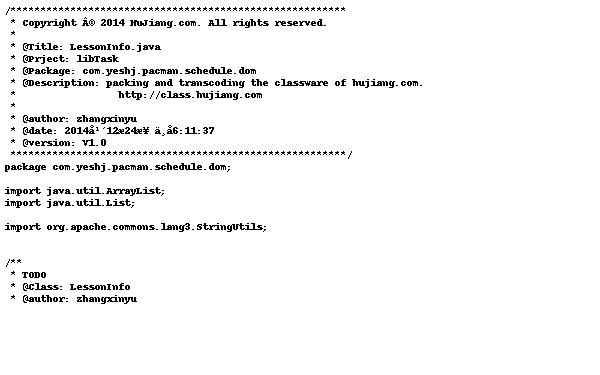 /********************************************************
* Copyright Â© 2014 HuJiang.com. All rights reserved.
*
* @Title: LessonInfo.java
* @Prject: libTask
* @Package: com.yeshj.pacman.schedule.dom
* @Description: packing and transcoding the classware of hujiang.com.
* http://class.hujiang.com
*
* @author: zhangxinyu
* @date: 2014å¹´12æ24æ¥ ä¸å6:11:37
* @version: V1.0
********************************************************/
package com.yeshj.pacman.schedule.dom;
import java.util.ArrayList;
import java.util.List;
import org.apache.commons.lang3.StringUtils;
/**
* TODO
* @Class: LessonInfo
* @author: zhangxinyu